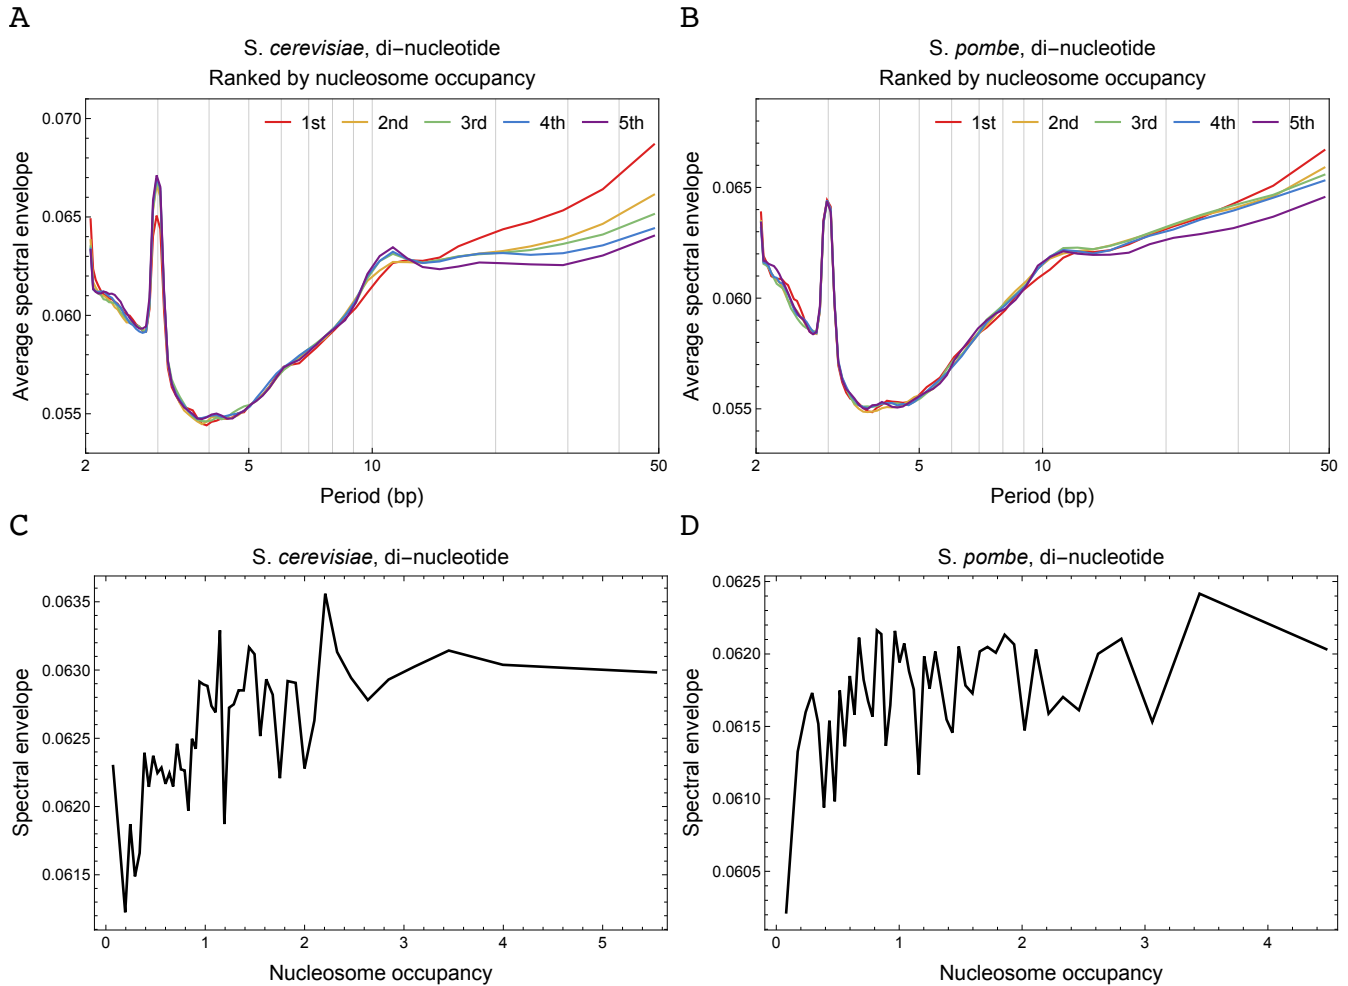 A
S. cerevisiae, di−nucleotide
Ranked by nucleosome occupancy
1st 2nd 3rd 4th 5th
Average spectral envelope
0.070
0.065
0.060
0.055
2 5 10 50
Period (bp)
B
S. pombe, di−nucleotide
Ranked by nucleosome occupancy
1st 2nd 3rd 4th 5th
Average spectral envelope
0.065
0.060
0.055
2 5 10 50
Period (bp)
C
S. cerevisiae, di−nucleotide
Spectral envelope
0.0635
0.0630
0.0625
0.0620
0.0615
0 1 2 3 4 5
Nucleosome occupancy
D
S. pombe, di−nucleotide
Spectral envelope
0.0625
0.0620
0.0615
0.0610
0.0605
0 1 2 3 4
Nucleosome occupancy